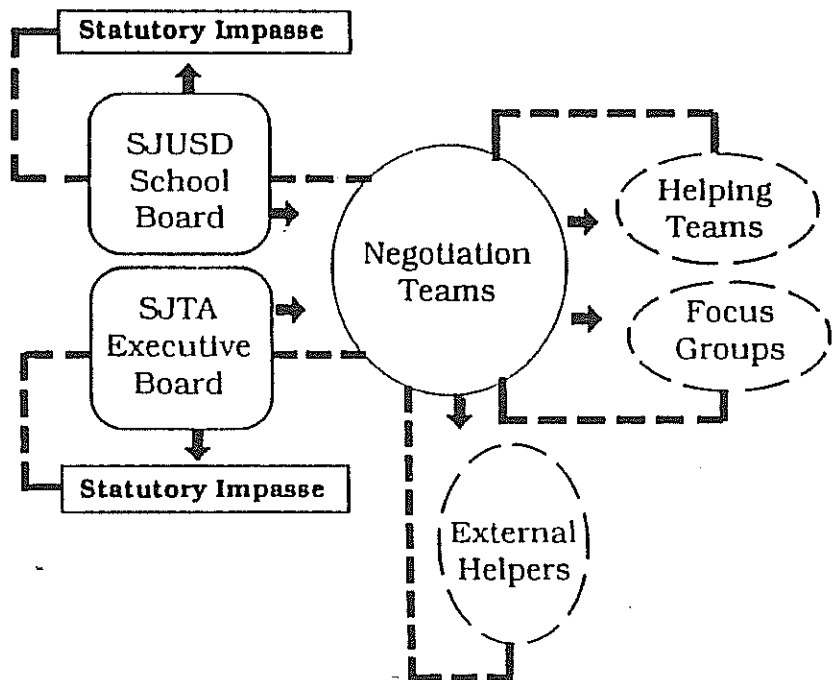 Statutory Impasse
SJUSD
School
Board
Negotiation
Teams
Helping
Teams
SJTA
Executive
Board
Focus
Groups
Statutory Impasse
External
Helpers